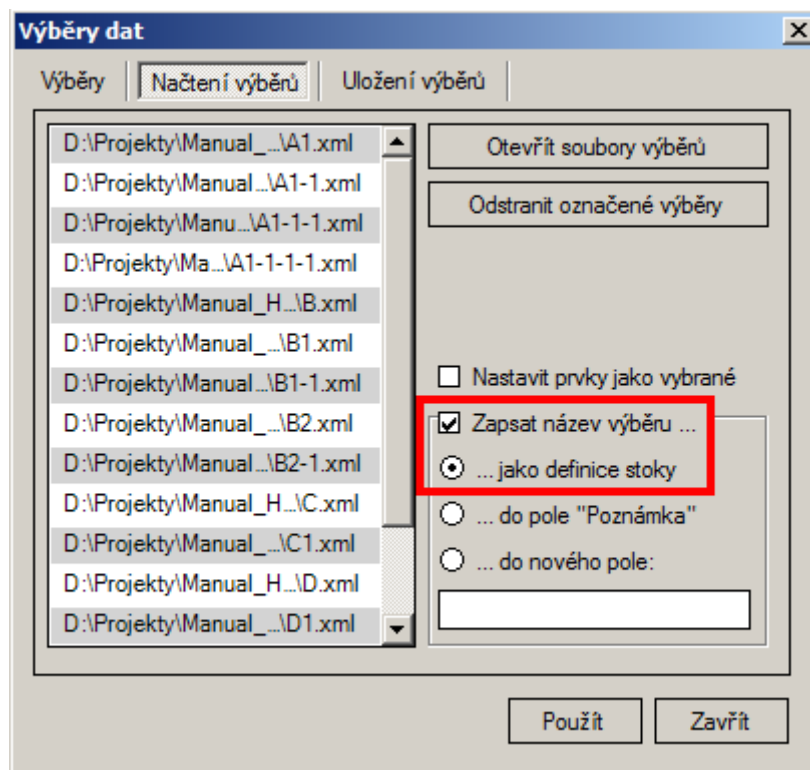 Výběry dat
Výběry
Načtení výběrů
Uložení výběrů
D:\Projekty\Manual_...\A1.xml
D:\Projekty\Manual...\A1-1.xml
D:\Projekty\Manu...\A1-1-1.xml
D:\Projekty\Ma...\A1-1-1-1.xml
D:\Projekty\Manual_H...\B.xml
D:\Projekty\Manual_...\B1.xml
D:\Projekty\Manual...\B1-1.xml
D:\Projekty\Manual_...\B2.xml
D:\Projekty\Manual...\B2-1.xml
D:\Projekty\Manual_H...\C.xml
D:\Projekty\Manual_...\C1.xml
D:\Projekty\Manual_H...\D.xml
D:\Projekty\Manual_...\D1.xml
Otevřít soubory výběrů
Odstranit označené výběry
Nastavit prvky jako vybrané
Zapsat název výběru ...
... jako definice stoky
... do pole "Poznámka"
... do nového pole:
Použít
Zavřít